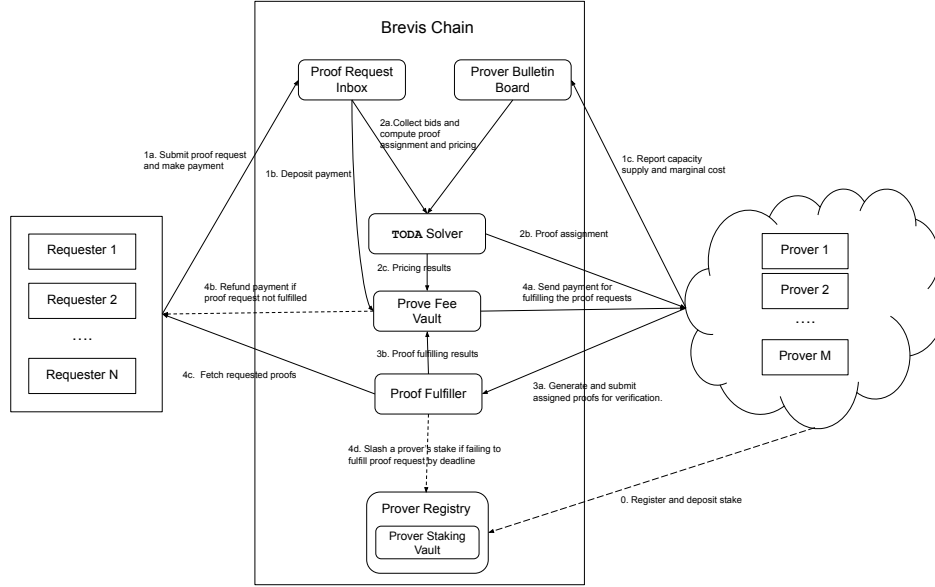 Brevis Chain
Proof Request
Inbox
Prover Bulletin
Board
2a.Collect bids and
compute proof
assignment and pricing
1a. Submit proof request
and make payment
1b. Deposit payment
1c. Report capacity
supply and marginal cost
Requester 1
Requester 2
....
Requester N
TODA Solver
2b. Proof assignment
2c. Pricing results
4b. Refund payment if
proof request not fulfilled
Prove Fee
Vault
4a. Send payment for
fulfilling the proof requests
Prover 1
Prover 2
....
Prover M
3b. Proof fulfilling results
4c. Fetch requested proofs
Proof Fulfiller
3a. Generate and submit
assigned proofs for verification.
4d. Slash a prover's stake if failing to
fulfill proof request by deadline
Prover Registry
Prover Staking
Vault
0. Register and deposit stake